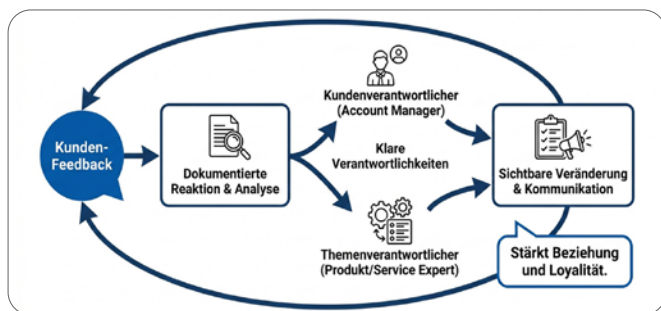 Kunden-
Feedback
Dokumentierte
Reaktion & Analyse
Kundenverantwortlicher
(Account Manager)
Klare
Verantwortlichkeiten
Themenverantwortlicher
(Produkt/Service Expert)
Sichtbare Veränderung
& Kommunikation
Stärkt Beziehung
und Loyalität.